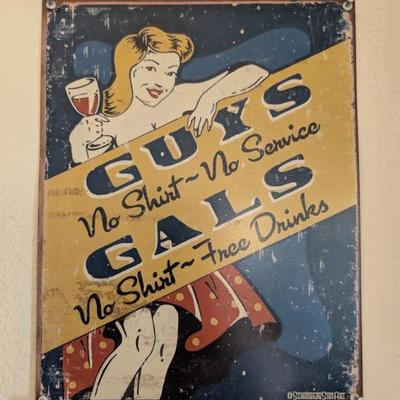 GUYS
No Shirt~No Service
GALS
No Shirt~Free Drinks